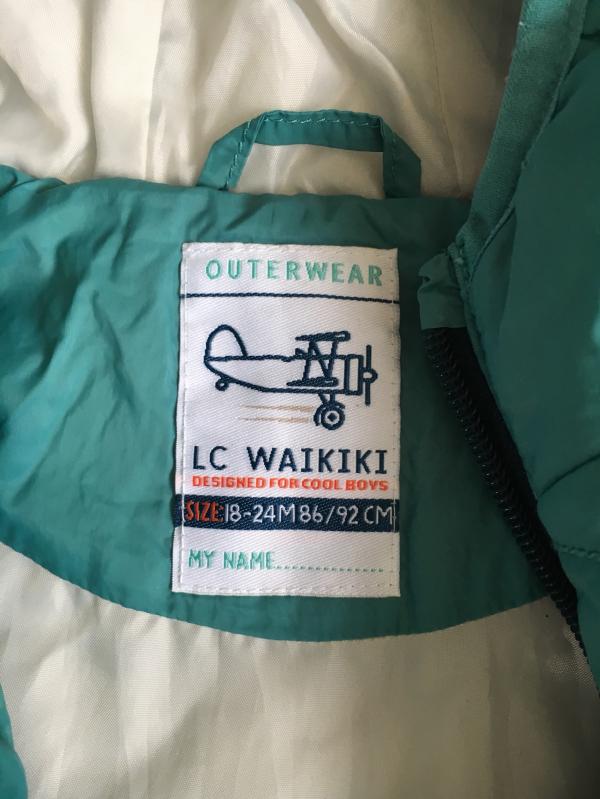 OUTERWEAR
LC WAIKIKI
DESIGNED FOR COOL BOYS
SIZE:18-24M 86/92 CM
MY NAME..............